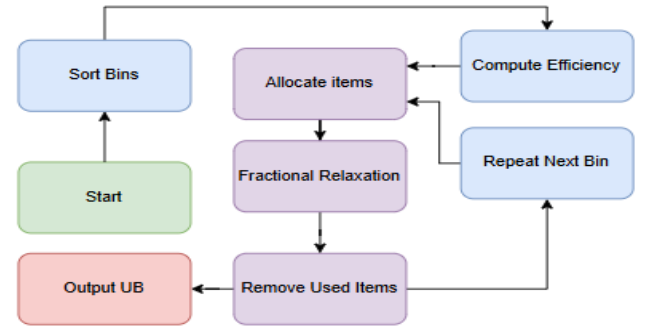 Sort Bins
Compute Efficiency
Allocate items
Repeat Next Bin
Fractional Relaxation
Start
Output UB
Remove Used Items